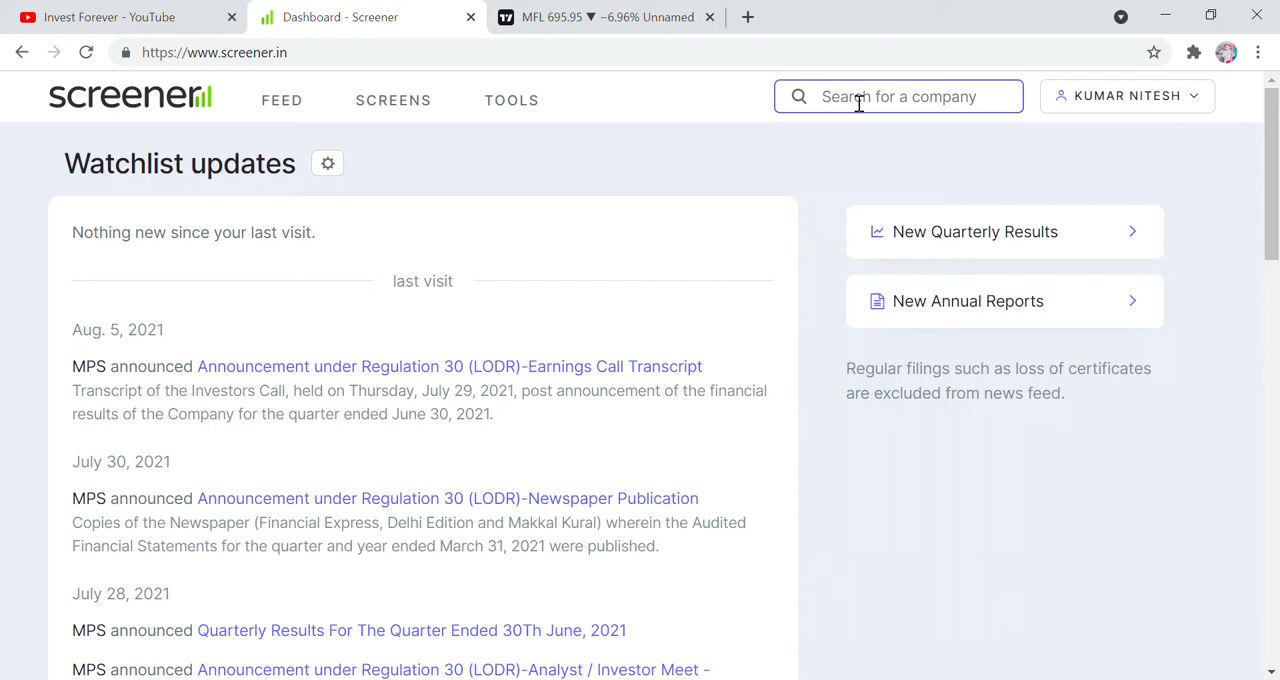 Invest Forever - YouTube
Dashboard - Screener
MFL 695.95 ▼ −6.96% Unnamed
https://www.screener.in
screener
FEED
SCREENS
TOOLS
Search for a company
KUMAR NITESH
Watchlist updates
Nothing new since your last visit.
last visit
Aug. 5, 2021
MPS announced Announcement under Regulation 30 (LODR)-Earnings Call Transcript
Transcript of the Investors Call, held on Thursday, July 29, 2021, post announcement of the financial
results of the Company for the quarter ended June 30, 2021.
July 30, 2021
MPS announced Announcement under Regulation 30 (LODR)-Newspaper Publication
Copies of the Newspaper (Financial Express, Delhi Edition and Makkal Kural) wherein the Audited
Financial Statements for the quarter and year ended March 31, 2021 were published.
July 28, 2021
MPS announced Quarterly Results For The Quarter Ended 30Th June, 2021
MPS announced Announcement under Regulation 30 (LODR)-Analyst / Investor Meet -
New Quarterly Results
New Annual Reports
Regular filings such as loss of certificates
are excluded from news feed.